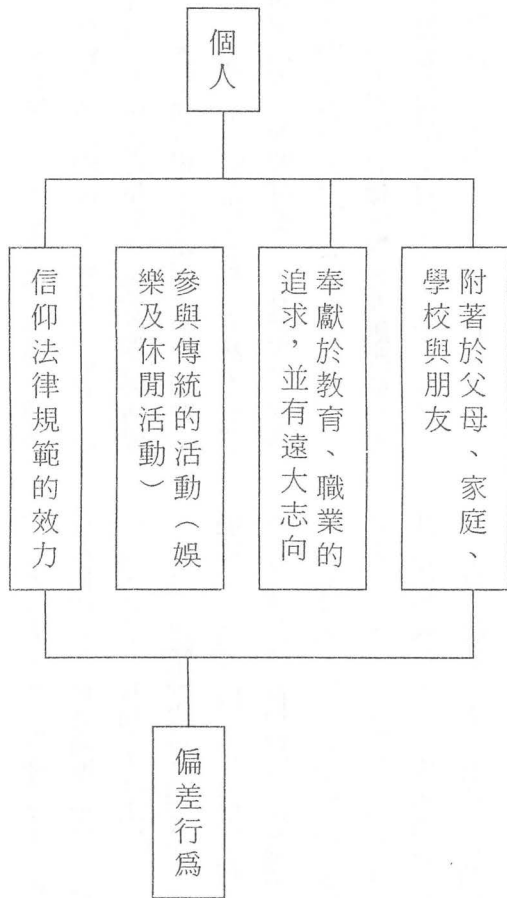 個人
附著於父母、家庭、
學校與朋友
奉獻於教育、職業的
追求，並有遠大志向
參與傳統的活動（娛
樂及休閒活動）
信仰法律規範的效力
偏差行爲